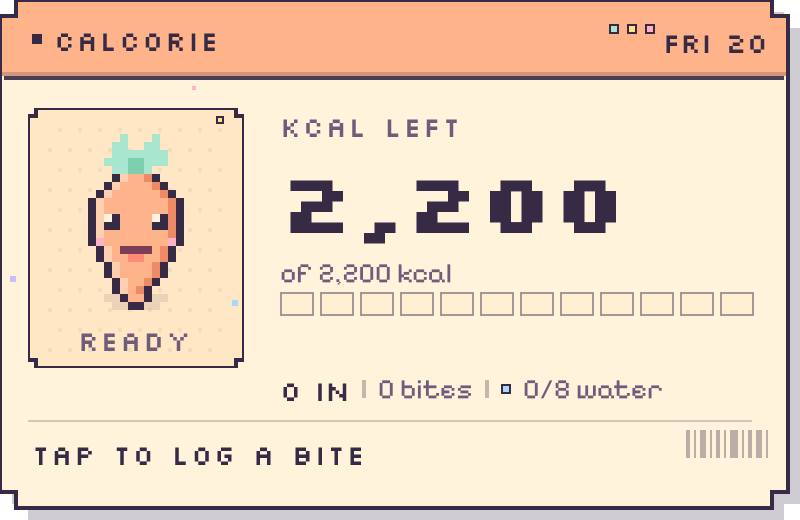 CALCORIE
FRI 20
KCAL LEFT
2,200
of 2,200 kcal
READY
0 IN | 0 bites | 0/8 water
TAP TO LOG A BITE